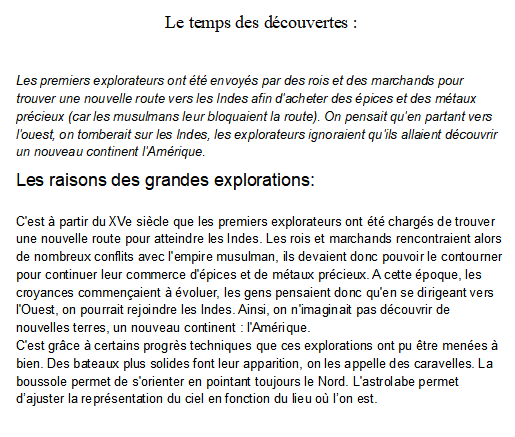 Le temps des découvertes :
Les premiers explorateurs ont été envoyés par des rois et des marchands pour
trouver une nouvelle route vers les Indes afin d'acheter des épices et des métaux
précieux (car les musulmans leur bloquaient la route). On pensait qu'en partant vers
l'ouest, on tomberait sur les Indes, les explorateurs ignoraient qu'ils allaient découvrir
un nouveau continent l'Amérique.
Les raisons des grandes explorations:
C'est à partir du XVe siècle que les premiers explorateurs ont été chargés de trouver
une nouvelle route pour atteindre les Indes. Les rois et marchands rencontraient alors
de nombreux conflits avec l'empire musulman, ils devaient donc pouvoir le contourner
pour continuer leur commerce d'épices et de métaux précieux. A cette époque, les
croyances commençaient à évoluer, les gens pensaient donc qu'en se dirigeant vers
l'Ouest, on pourrait rejoindre les Indes. Ainsi, on n'imaginait pas découvrir de
nouvelles terres, un nouveau continent : l'Amérique.
C'est grâce à certains progrès techniques que ces explorations ont pu être menées à
bien. Des bateaux plus solides font leur apparition, on les appelle des caravelles. La
boussole permet de s'orienter en pointant toujours le Nord. L'astrolabe permet
d'ajuster la représentation du ciel en fonction du lieu où l'on est.